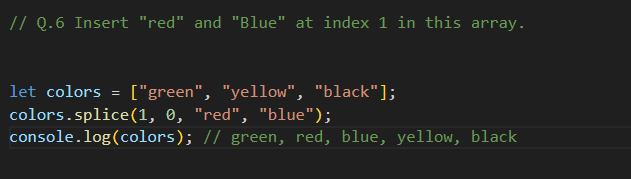 // Q.6 Insert "red" and "Blue" at index 1 in this array.
let colors = ["green", "yellow", "black"];
colors.splice(1, 0, "red", "blue");
console.log(colors); // green, red, blue, yellow, black